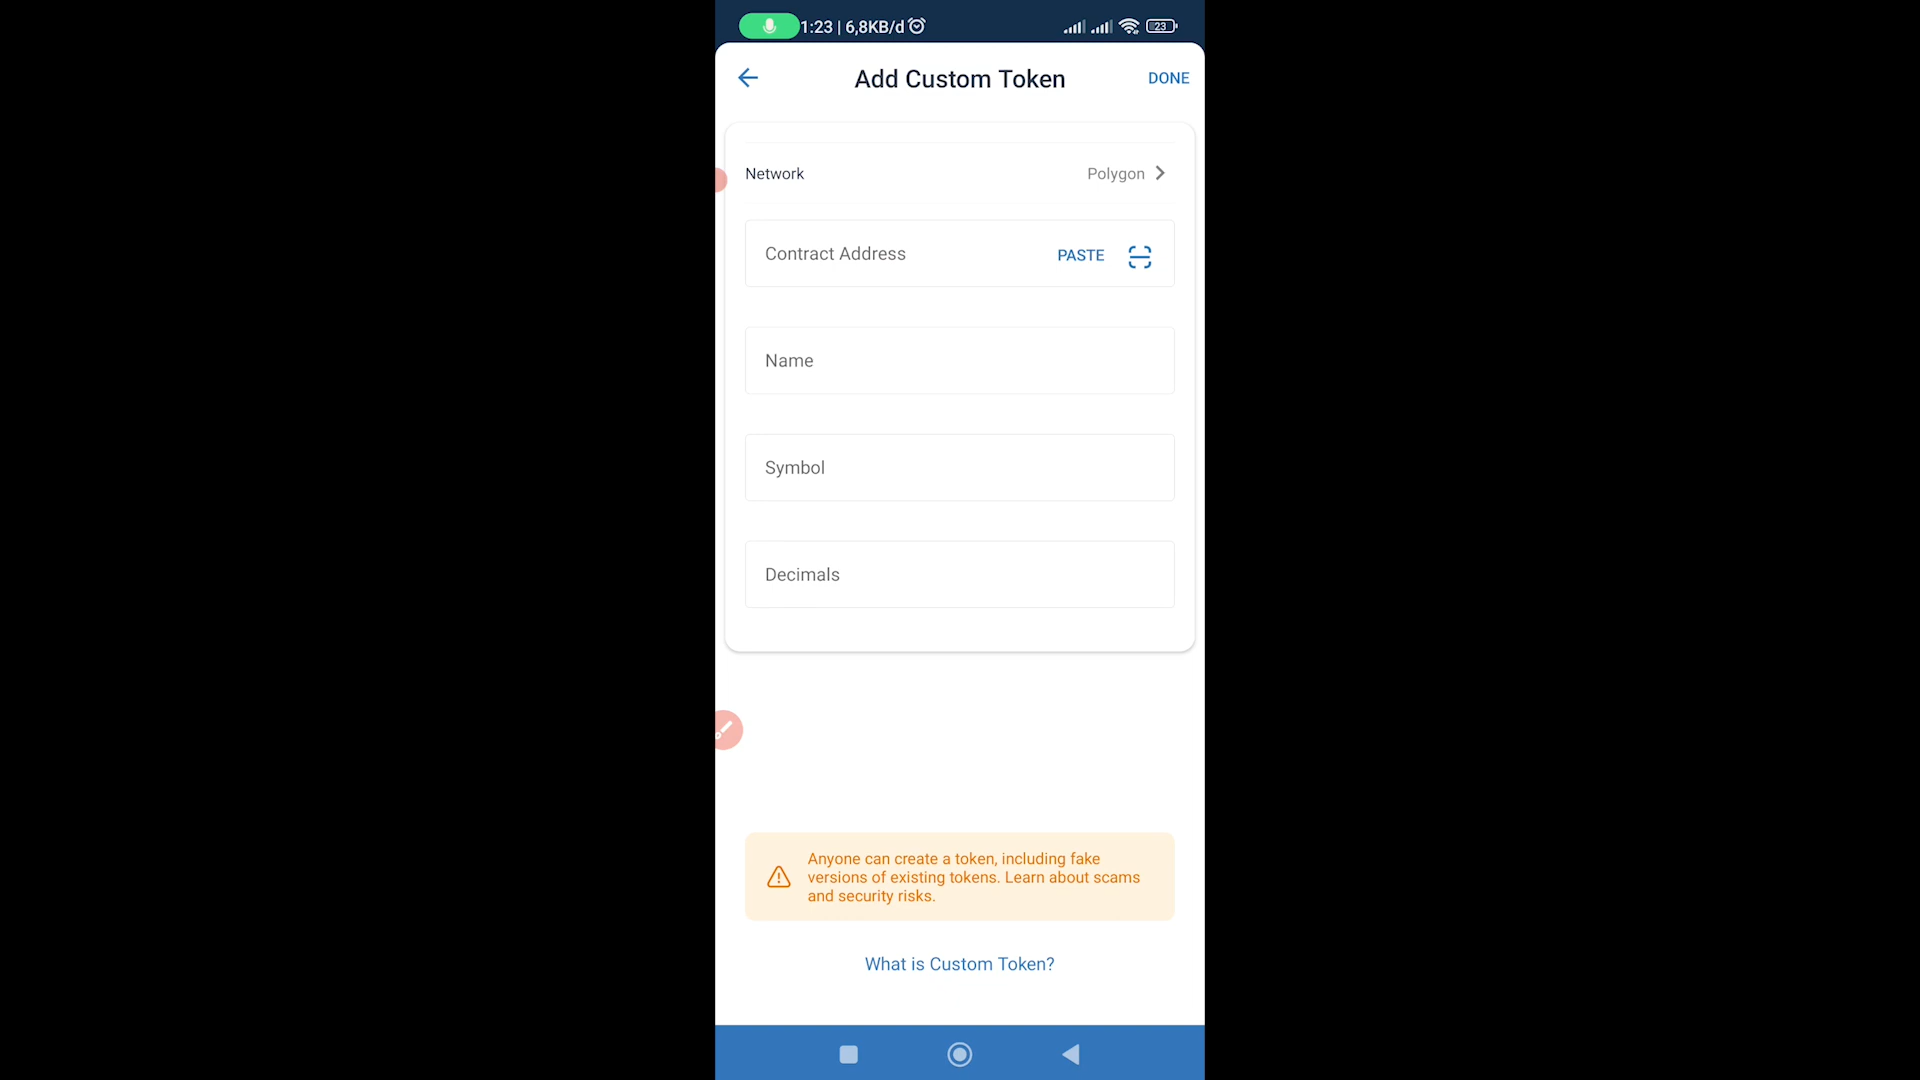 1:23 | 6,8KB/d
23
Add Custom Token
DONE
Network
Polygon
Contract Address
PASTE
Name
Symbol
Decimals
Anyone can create a token, including fake
versions of existing tokens. Learn about scams
and security risks.
What is Custom Token?